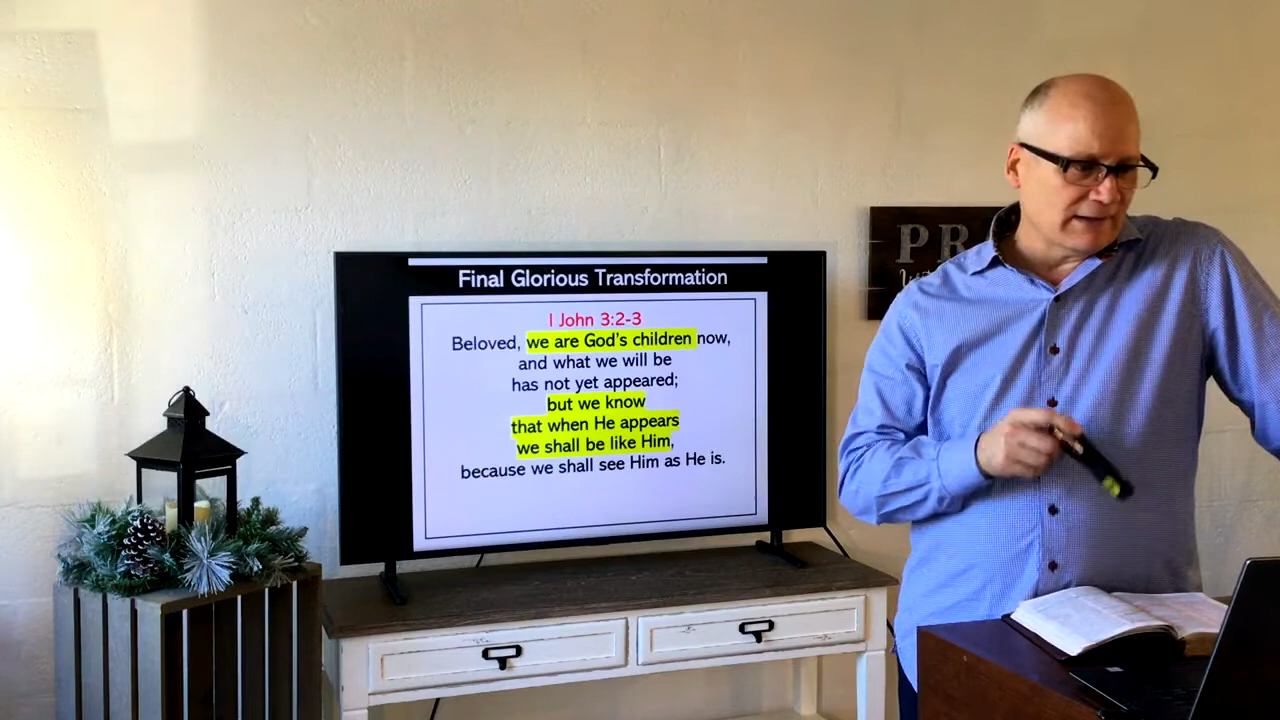 Final Glorious Transformation
I John 3:2-3
Beloved, we are God's children now,
and what we will be
has not yet appeared;
but we know
that when He appears
we shall be like Him,
because we shall see Him as He is.
PR